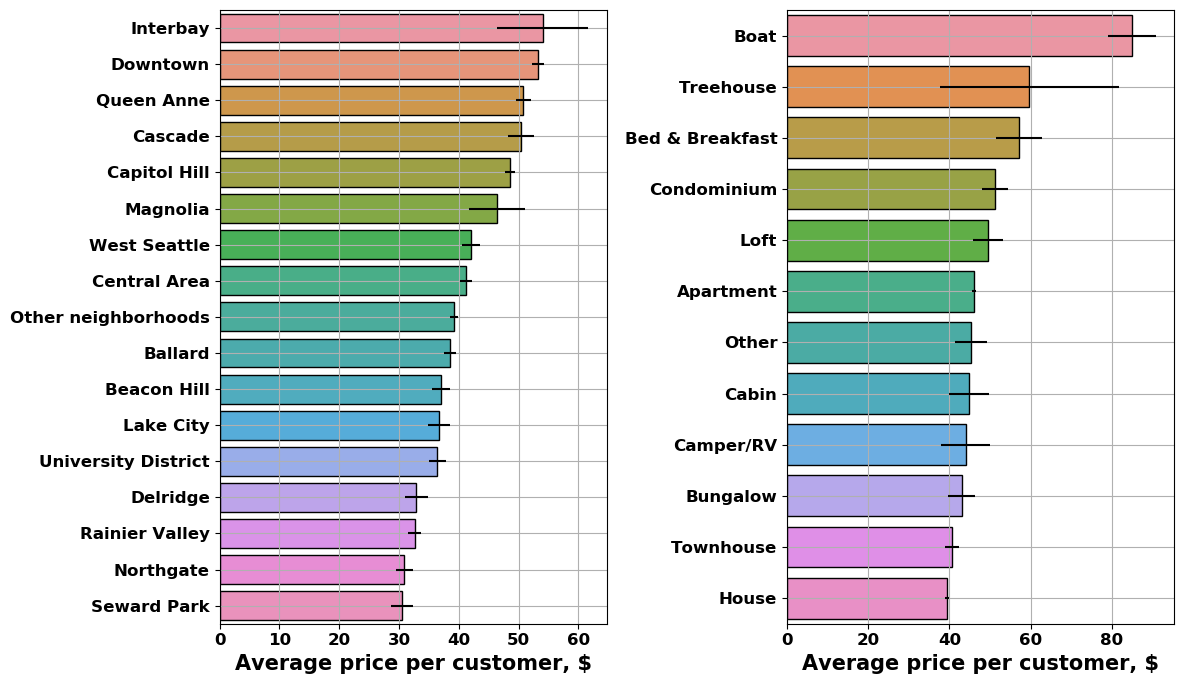 Interbay
Downtown
Queen Anne
Cascade
Capitol Hill
Magnolia
West Seattle
Central Area
Other neighborhoods
Ballard
Beacon Hill
Lake City
University District
Delridge
Rainier Valley
Northgate
Seward Park
0 10 20 30 40 50 60
Average price per customer, $
Boat
Treehouse
Bed & Breakfast
Condominium
Loft
Apartment
Other
Cabin
Camper/RV
Bungalow
Townhouse
House
0 20 40 60 80
Average price per customer, $